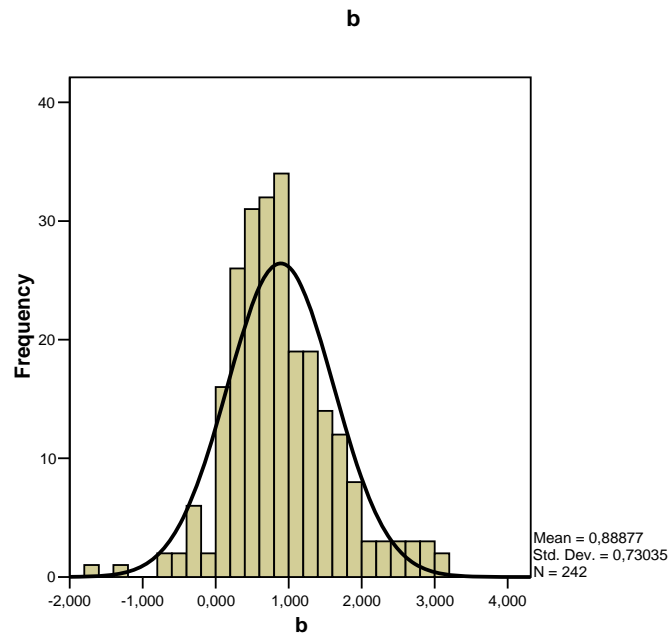 b
40
30
20
10
0
Frequency
-2,000 -1,000 0,000 1,000 2,000 3,000 4,000
b
Mean = 0,88877
Std. Dev. = 0,73035
N = 242